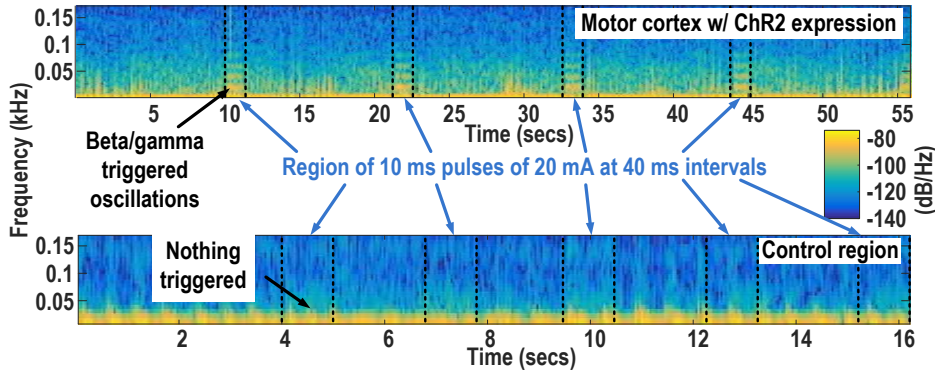 Motor cortex w/ ChR2 expression
0.15
0.1
0.05
5 10 15 20 25 30 35 40 45 50 55
Time (secs)
Frequency (kHz)
Beta/gamma
triggered
oscillations
Region of 10 ms pulses of 20 mA at 40 ms intervals
-80
-100
-120
-140
(dB/Hz)
Control region
Nothing
triggered
0.15
0.1
0.05
2 4 6 8 10 12 14 16
Time (secs)